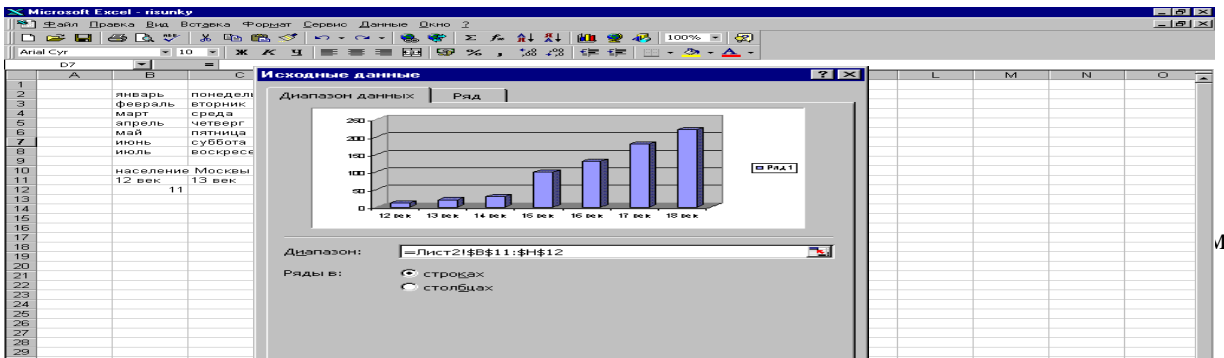 Microsoft Excel - risunky
Файл Правка Вид Вставка Формат Сервис Данные Окно ?
100%
Arial Cyr 10 Ж К Ч
D7 =
A B C L M N O
Исходные данные
Диапазон данных Ряд
1
2 январь понедел
3 февраль вторник
4 март среда
5 апрель четверг
6 май пятница
7 июнь суббота
8 июль воскресе
9
10 население Москвы
11 12 век 13 век
12 11
13
14
15
16
17
18
19
20
21
22
23
24
25
26
27
28
29
250
200
150
100
50
0
12 век 13 век 14 век 15 век 16 век 17 век 18 век
Ряд1
Диапазон: =Лист2!$B$11:$H$12
Ряды в: строках
столбцах
м